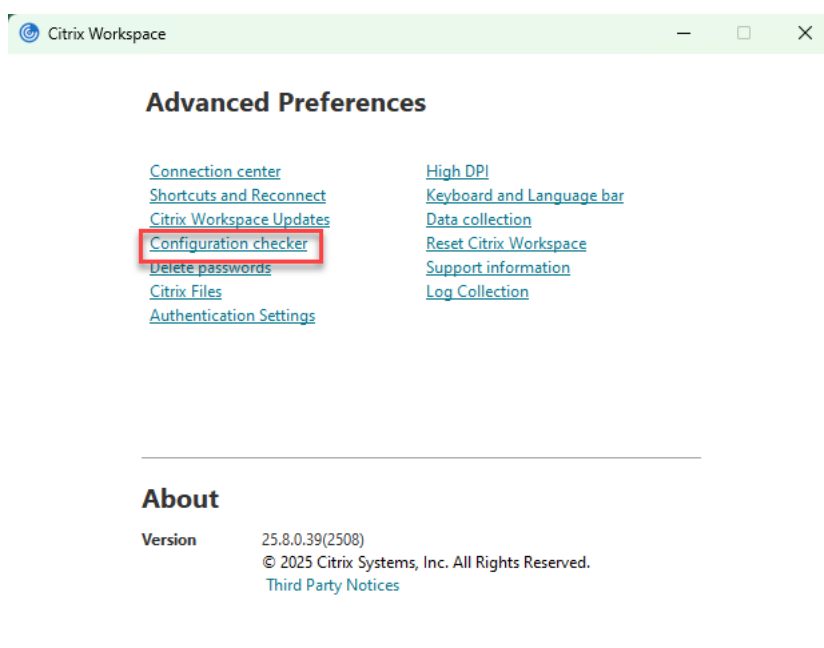 Citrix Workspace
Advanced Preferences
Connection center
Shortcuts and Reconnect
Citrix Workspace Updates
Configuration checker
Delete passwords
Citrix Files
Authentication Settings
High DPI
Keyboard and Language bar
Data collection
Reset Citrix Workspace
Support information
Log Collection
About
Version 25.8.0.39(2508)
© 2025 Citrix Systems, Inc. All Rights Reserved.
Third Party Notices